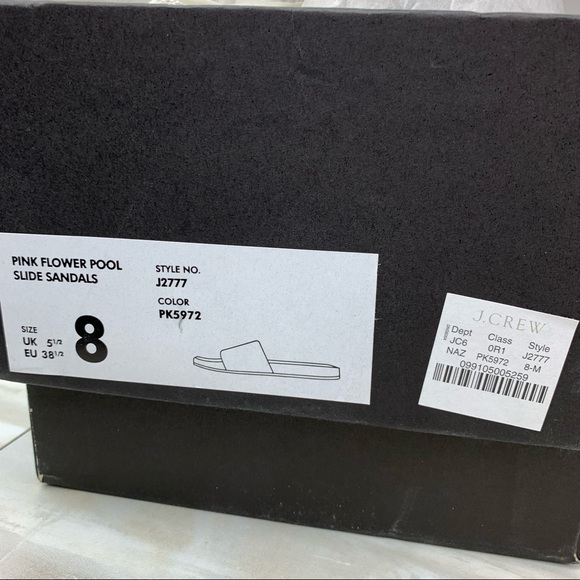 PINK FLOWER POOL
SLIDE SANDALS
STYLE NO.
J2777
COLOR
PK5972
SIZE
UK 5 1/2
EU 38 1/2
8
J.CREW
Dept Class Style
JC6 0R1 J2777
NAZ PK5972 8-M
099105005259